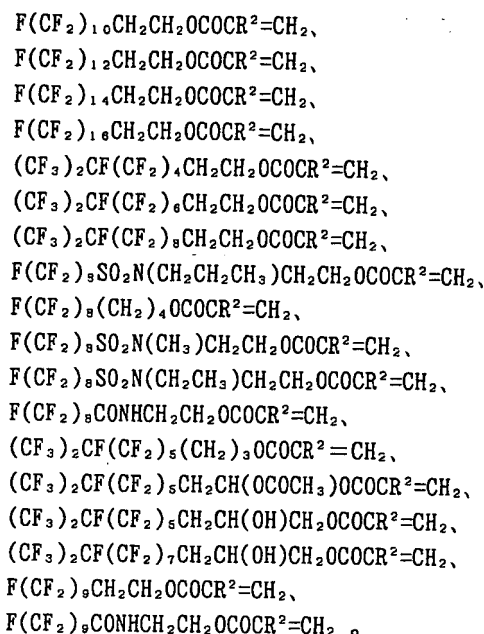 F(CF₂)₁₀CH₂CH₂OCOCR²=CH₂、
F(CF₂)₁₂CH₂CH₂OCOCR²=CH₂、
F(CF₂)₁₄CH₂CH₂OCOCR²=CH₂、
F(CF₂)₁₆CH₂CH₂OCOCR²=CH₂、
(CF₃)₂CF(CF₂)₄CH₂CH₂OCOCR²=CH₂、
(CF₃)₂CF(CF₂)₆CH₂CH₂OCOCR²=CH₂、
(CF₃)₂CF(CF₂)₈CH₂CH₂OCOCR²=CH₂、
F(CF₂)₈SO₂N(CH₂CH₂CH₃)CH₂CH₂OCOCR²=CH₂、
F(CF₂)₈(CH₂)₄OCOCR²=CH₂、
F(CF₂)₈SO₂N(CH₃)CH₂CH₂OCOCR²=CH₂、
F(CF₂)₈SO₂N(CH₂CH₃)CH₂CH₂OCOCR²=CH₂、
F(CF₂)₈CONHCH₂CH₂OCOCR²=CH₂、
(CF₃)₂CF(CF₂)₅(CH₂)₃OCOCR²=CH₂、
(CF₃)₂CF(CF₂)₅CH₂CH(OCOCH₃)OCOCR²=CH₂、
(CF₃)₂CF(CF₂)₅CH₂CH(OH)CH₂OCOCR²=CH₂、
(CF₃)₂CF(CF₂)₇CH₂CH(OH)CH₂OCOCR²=CH₂、
F(CF₂)₉CH₂CH₂OCOCR²=CH₂、
F(CF₂)₉CONHCH₂CH₂OCOCR²=CH₂。